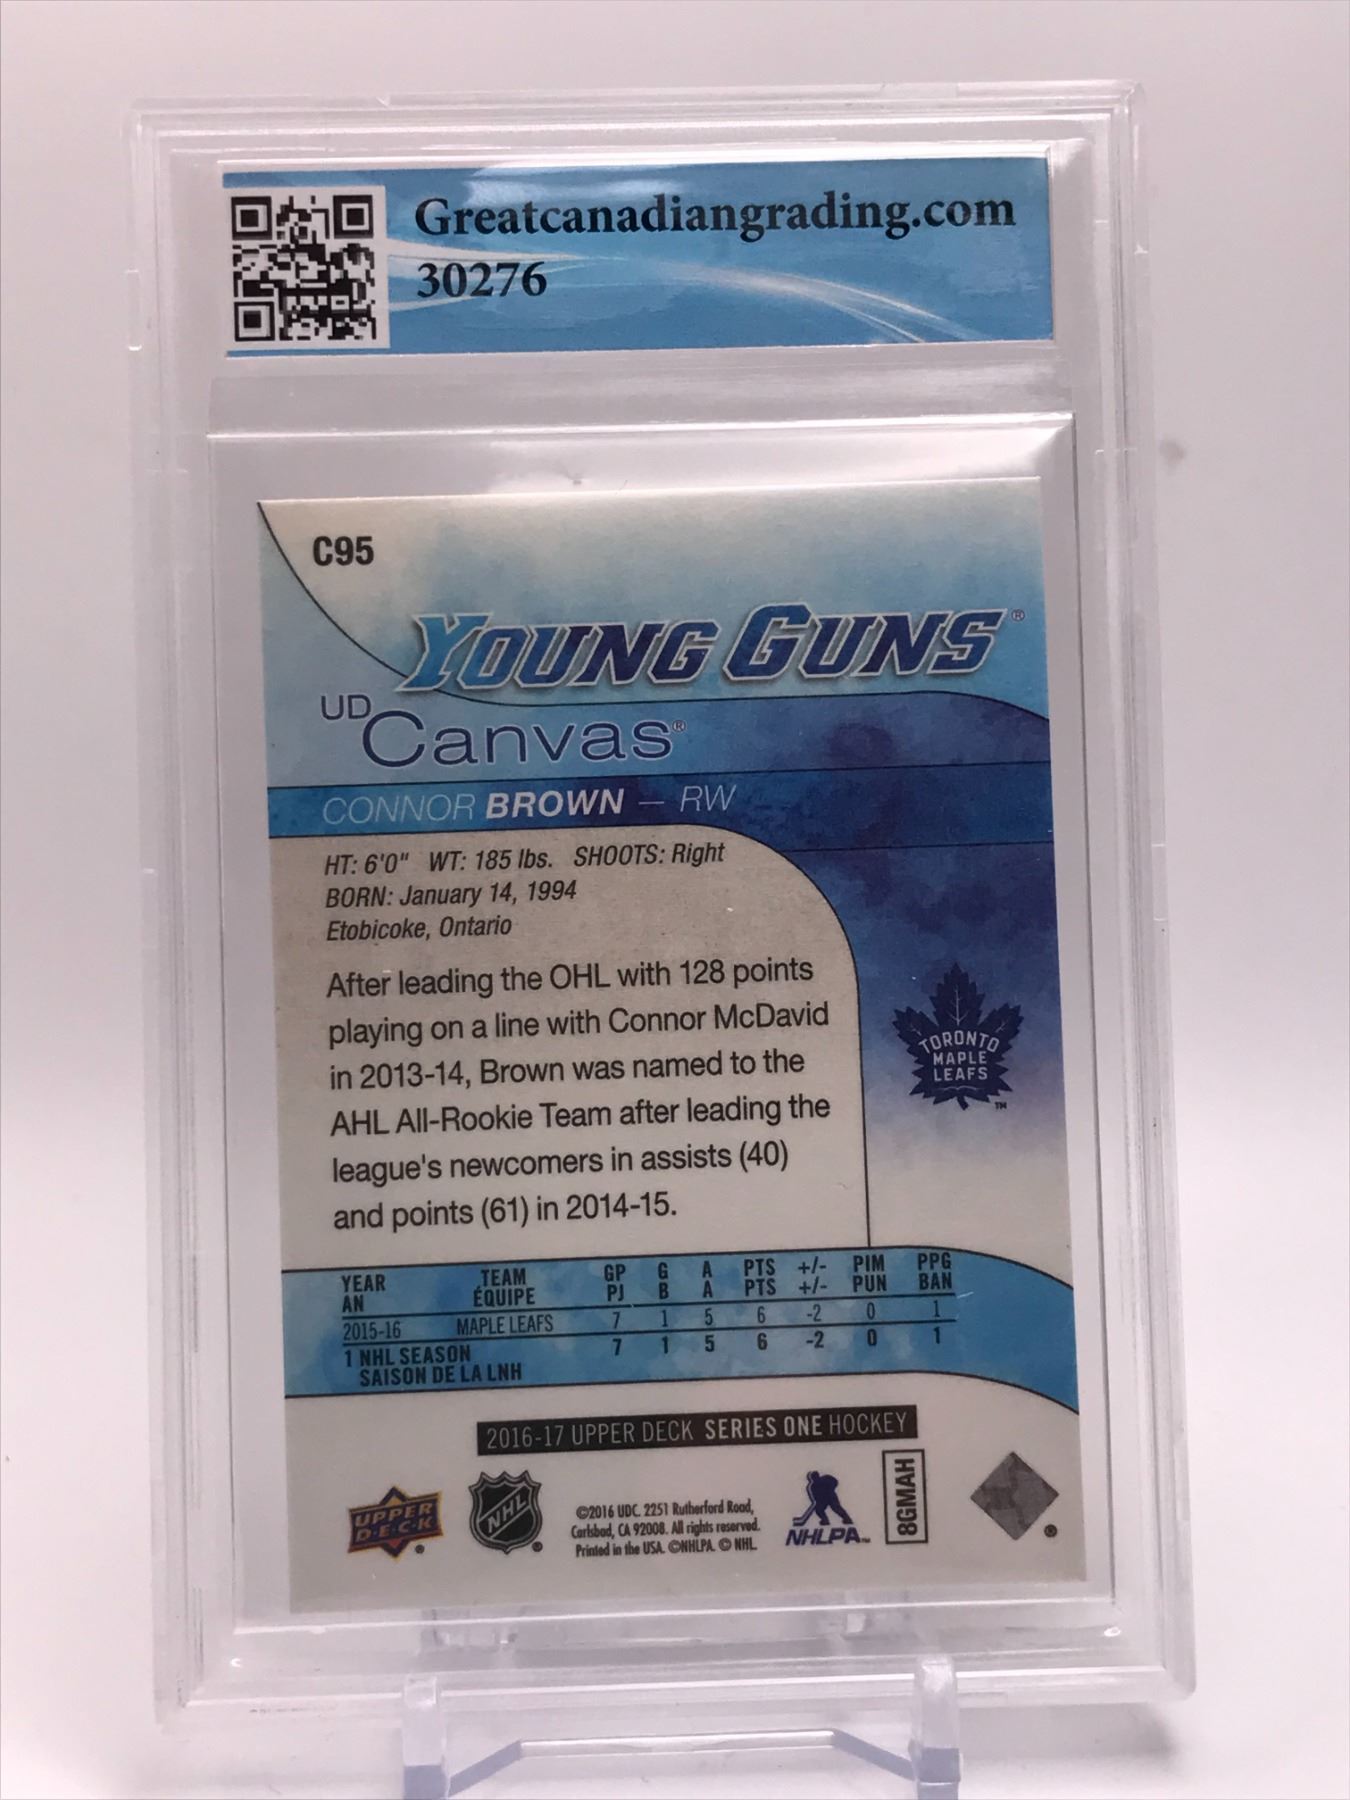 Greatcanadiangrading.com
30276
C95
YOUNG GUNS®
UD Canvas®
CONNOR BROWN — RW
HT: 6'0" WT: 185 lbs. SHOOTS: Right
BORN: January 14, 1994
Etobicoke, Ontario
After leading the OHL with 128 points
playing on a line with Connor McDavid
in 2013-14, Brown was named to the
AHL All-Rookie Team after leading the
league's newcomers in assists (40)
and points (61) in 2014-15.
TORONTO
MAPLE
LEAFS
TM
YEAR TEAM GP G A PTS +/- PIM PPG
AN ÉQUIPE PJ B A PTS +/- PUN BAN
2015-16 MAPLE LEAFS 7 1 5 6 -2 0 1
1 NHL SEASON 7 1 5 6 -2 0 1
SAISON DE LA LNH
2016-17 UPPER DECK SERIES ONE HOCKEY
UPPER
D·E·C·K
NHL
©2016 UDC. 2251 Rutherford Road,
Carlsbad, CA 92008. All rights reserved.
Printed in the USA. ©NHLPA. © NHL.
NHLPA™
8GMAH